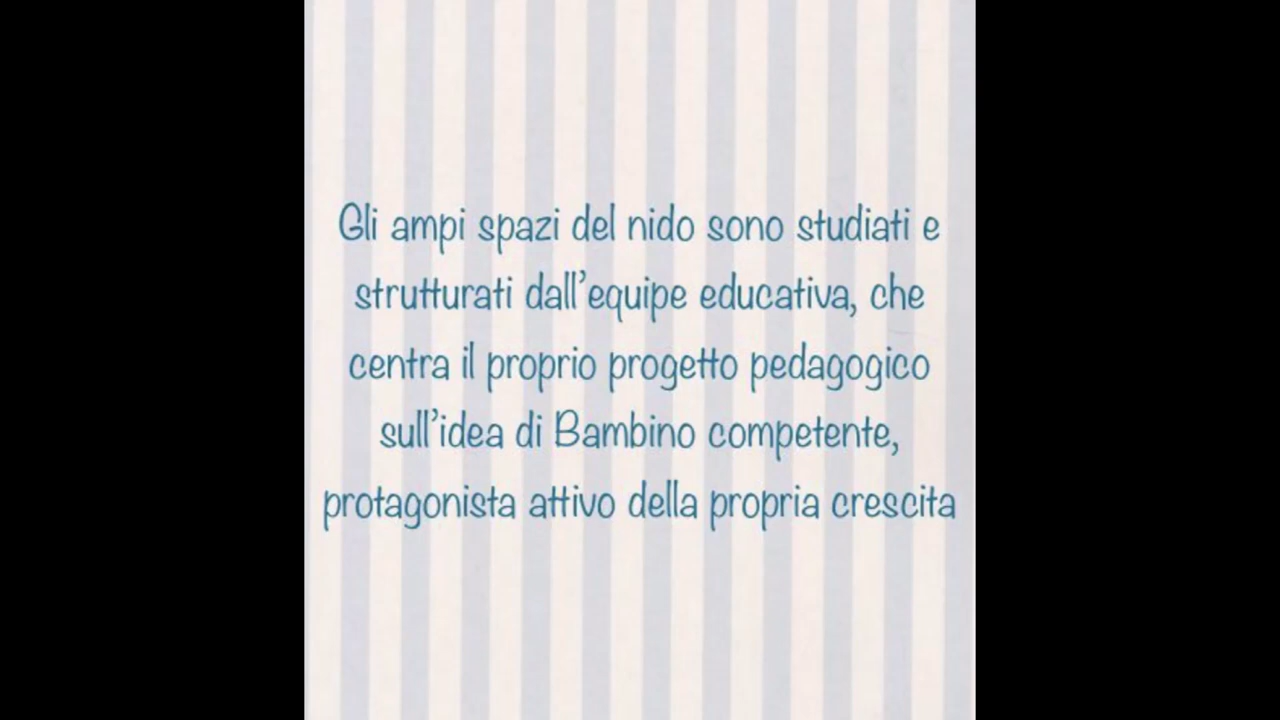 Gli ampi spazi del nido sono studiati e
strutturati dall'equipe educativa, che
centra il proprio progetto pedagogico
sull'idea di Bambino competente,
protagonista attivo della propria crescita